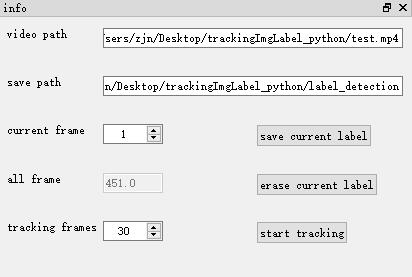 info
video path
sers/zjn/Desktop/trackingImgLabel_python/test.mp4
save path
n/Desktop/trackingImgLabel_python/label_detection
current frame 1 save current label
all frame 451.0 erase current label
tracking frames 30 start tracking